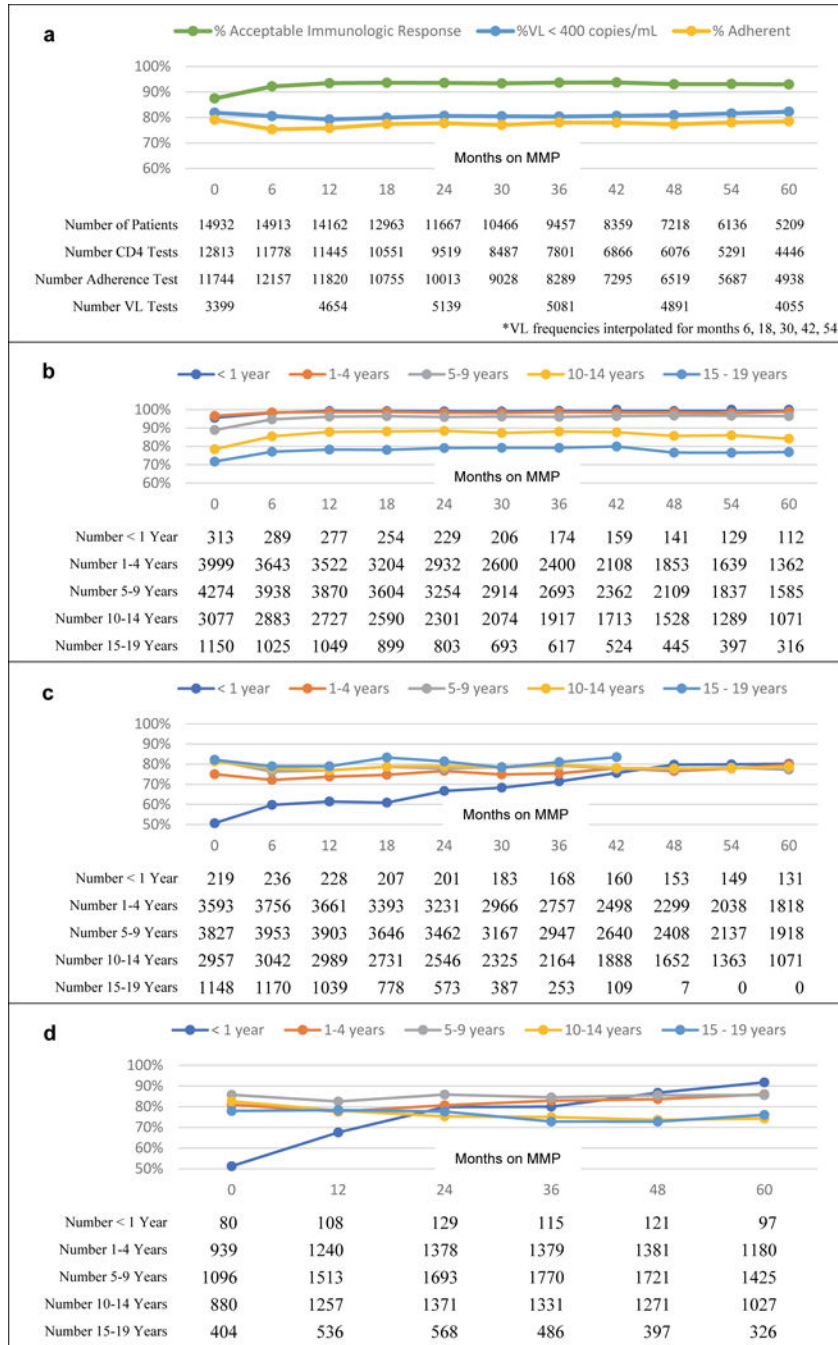 a
% Acceptable Immunologic Response %VL < 400 copies/mL % Adherent
100%
90%
80%
70%
60%
Months on MMP
0 6 12 18 24 30 36 42 48 54 60
Number of Patients 14932 14913 14162 12963 11667 10466 9457 8359 7218 6136 5209
Number CD4 Tests 12813 11778 11445 10551 9519 8487 7801 6866 6076 5291 4446
Number Adherence Test 11744 12157 11820 10755 10013 9028 8289 7295 6519 5687 4938
Number VL Tests 3399 4654 5139 5081 4891 4055
*VL frequencies interpolated for months 6, 18, 30, 42, 54
b
< 1 year 1-4 years 5-9 years 10-14 years 15 - 19 years
100%
90%
80%
70%
60%
Months on MMP
0 6 12 18 24 30 36 42 48 54 60
Number < 1 Year 313 289 277 254 229 206 174 159 141 129 112
Number 1-4 Years 3999 3643 3522 3204 2932 2600 2400 2108 1853 1639 1362
Number 5-9 Years 4274 3938 3870 3604 3254 2914 2693 2362 2109 1837 1585
Number 10-14 Years 3077 2883 2727 2590 2301 2074 1917 1713 1528 1289 1071
Number 15-19 Years 1150 1025 1049 899 803 693 617 524 445 397 316
c
< 1 year 1-4 years 5-9 years 10-14 years 15 - 19 years
100%
90%
80%
70%
60%
50%
Months on MMP
0 6 12 18 24 30 36 42 48 54 60
Number < 1 Year 219 236 228 207 201 183 168 160 153 149 131
Number 1-4 Years 3593 3756 3661 3393 3231 2966 2757 2498 2299 2038 1818
Number 5-9 Years 3827 3953 3903 3646 3462 3167 2947 2640 2408 2137 1918
Number 10-14 Years 2957 3042 2989 2731 2546 2325 2164 1888 1652 1363 1071
Number 15-19 Years 1148 1170 1039 778 573 387 253 109 7 0 0
d
< 1 year 1-4 years 5-9 years 10-14 years 15 - 19 years
100%
90%
80%
70%
60%
50%
Months on MMP
0 12 24 36 48 60
Number < 1 Year 80 108 129 115 121 97
Number 1-4 Years 939 1240 1378 1379 1381 1180
Number 5-9 Years 1096 1513 1693 1770 1721 1425
Number 10-14 Years 880 1257 1371 1331 1271 1027
Number 15-19 Years 404 536 568 486 397 326